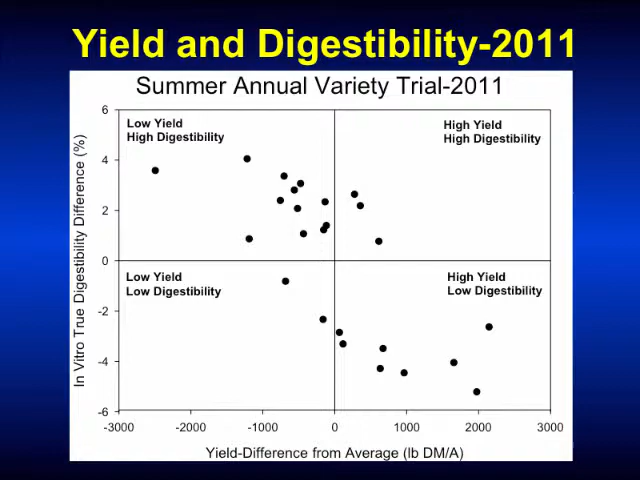 Yield and Digestibility-2011
Summer Annual Variety Trial-2011
In Vitro True Digestibility Difference (%)
6
4
2
0
-2
-4
-6
Low Yield
High Digestibility
High Yield
High Digestibility
Low Yield
Low Digestibility
High Yield
Low Digestibility
-3000 -2000 -1000 0 1000 2000 3000
Yield-Difference from Average (lb DM/A)